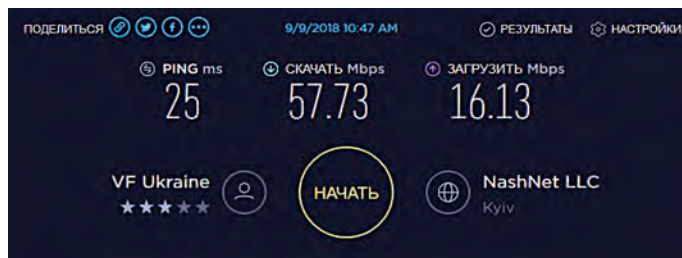 ПОДЕЛИТЬСЯ 9/9/2018 10:47 AM РЕЗУЛЬТАТЫ НАСТРОЙКИ
PING ms СКАЧАТЬ Mbps ЗАГРУЗИТЬ Mbps
25 57.73 16.13
VF Ukraine НАЧАТЬ NashNet LLC
Kyiv